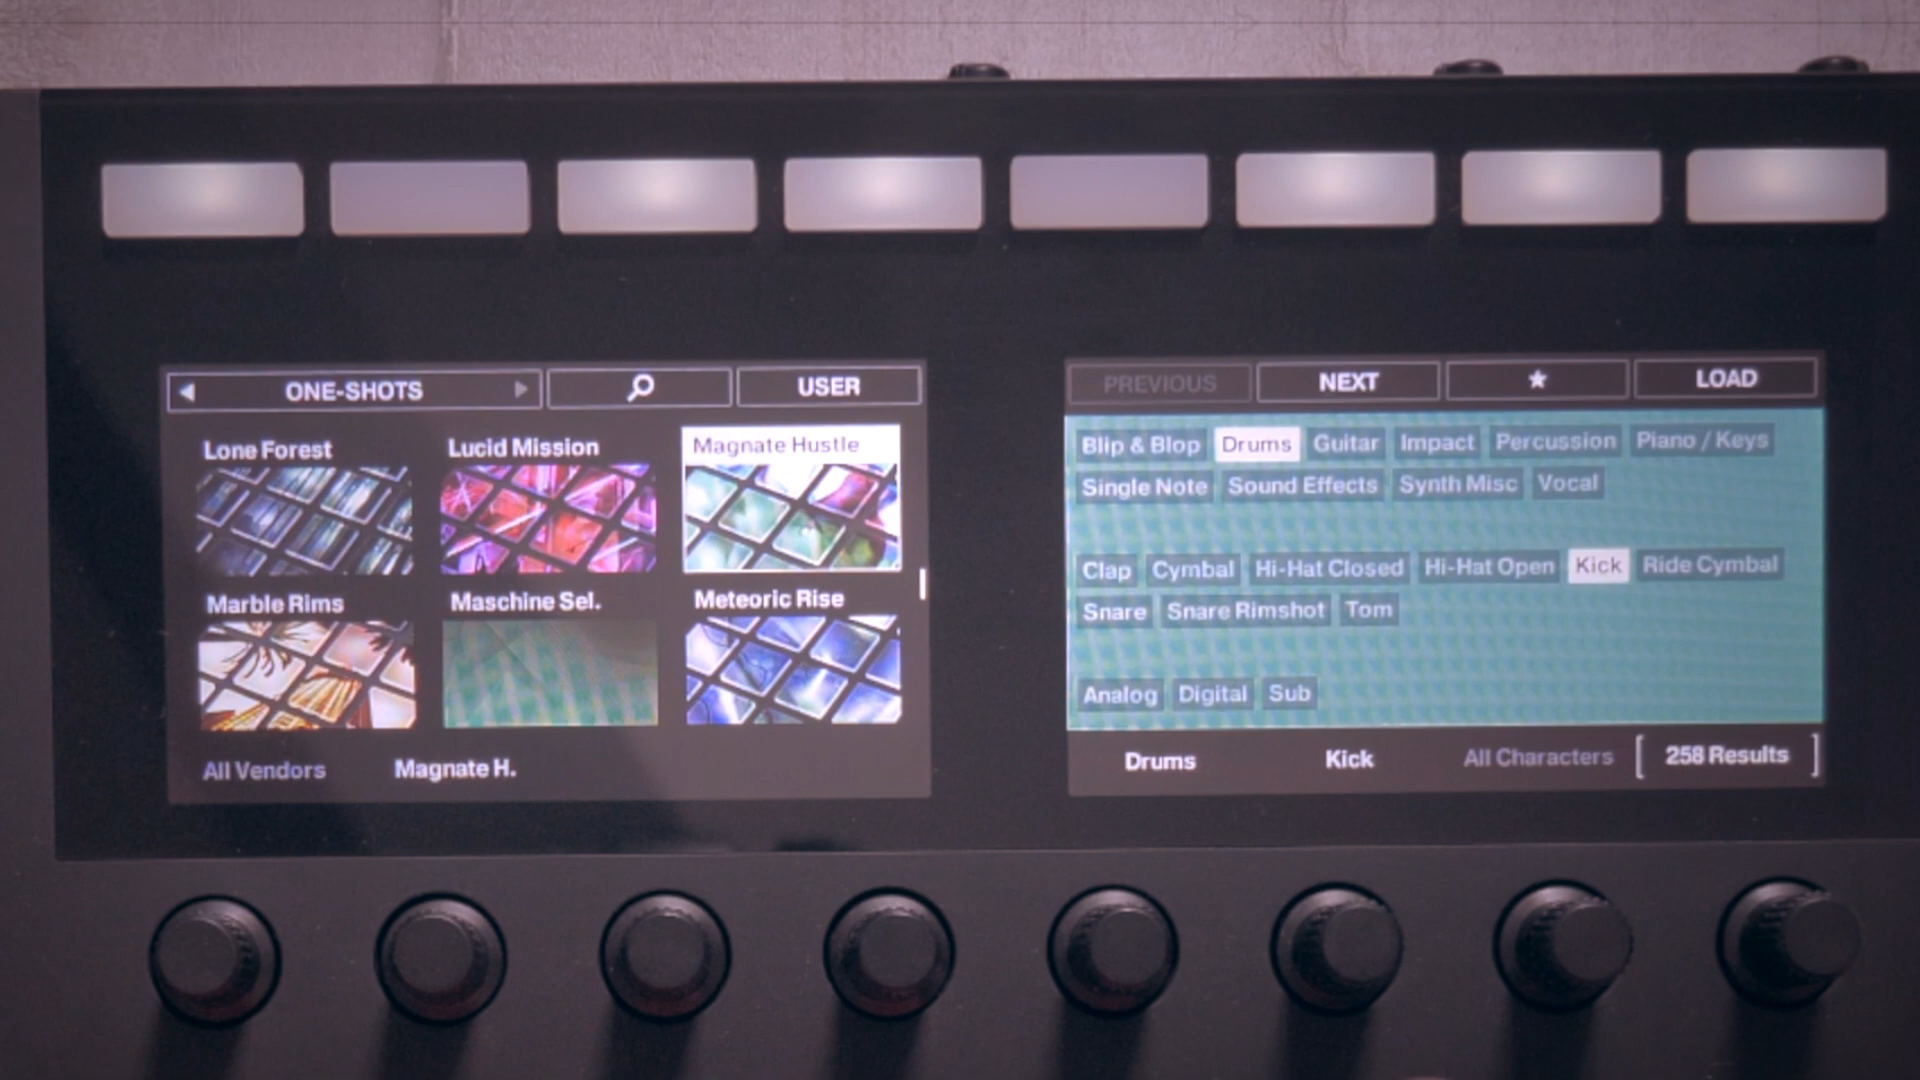 ONE-SHOTS
USER
Lone Forest
Lucid Mission
Magnate Hustle
Marble Rims
Maschine Sel.
Meteoric Rise
All Vendors
Magnate H.
PREVIOUS
NEXT
LOAD
Blip & Blop Drums Guitar Impact Percussion Piano / Keys
Single Note Sound Effects Synth Misc Vocal
Clap Cymbal Hi-Hat Closed Hi-Hat Open Kick Ride Cymbal
Snare Snare Rimshot Tom
Analog Digital Sub
Drums
Kick
All Characters
[ 258 Results ]